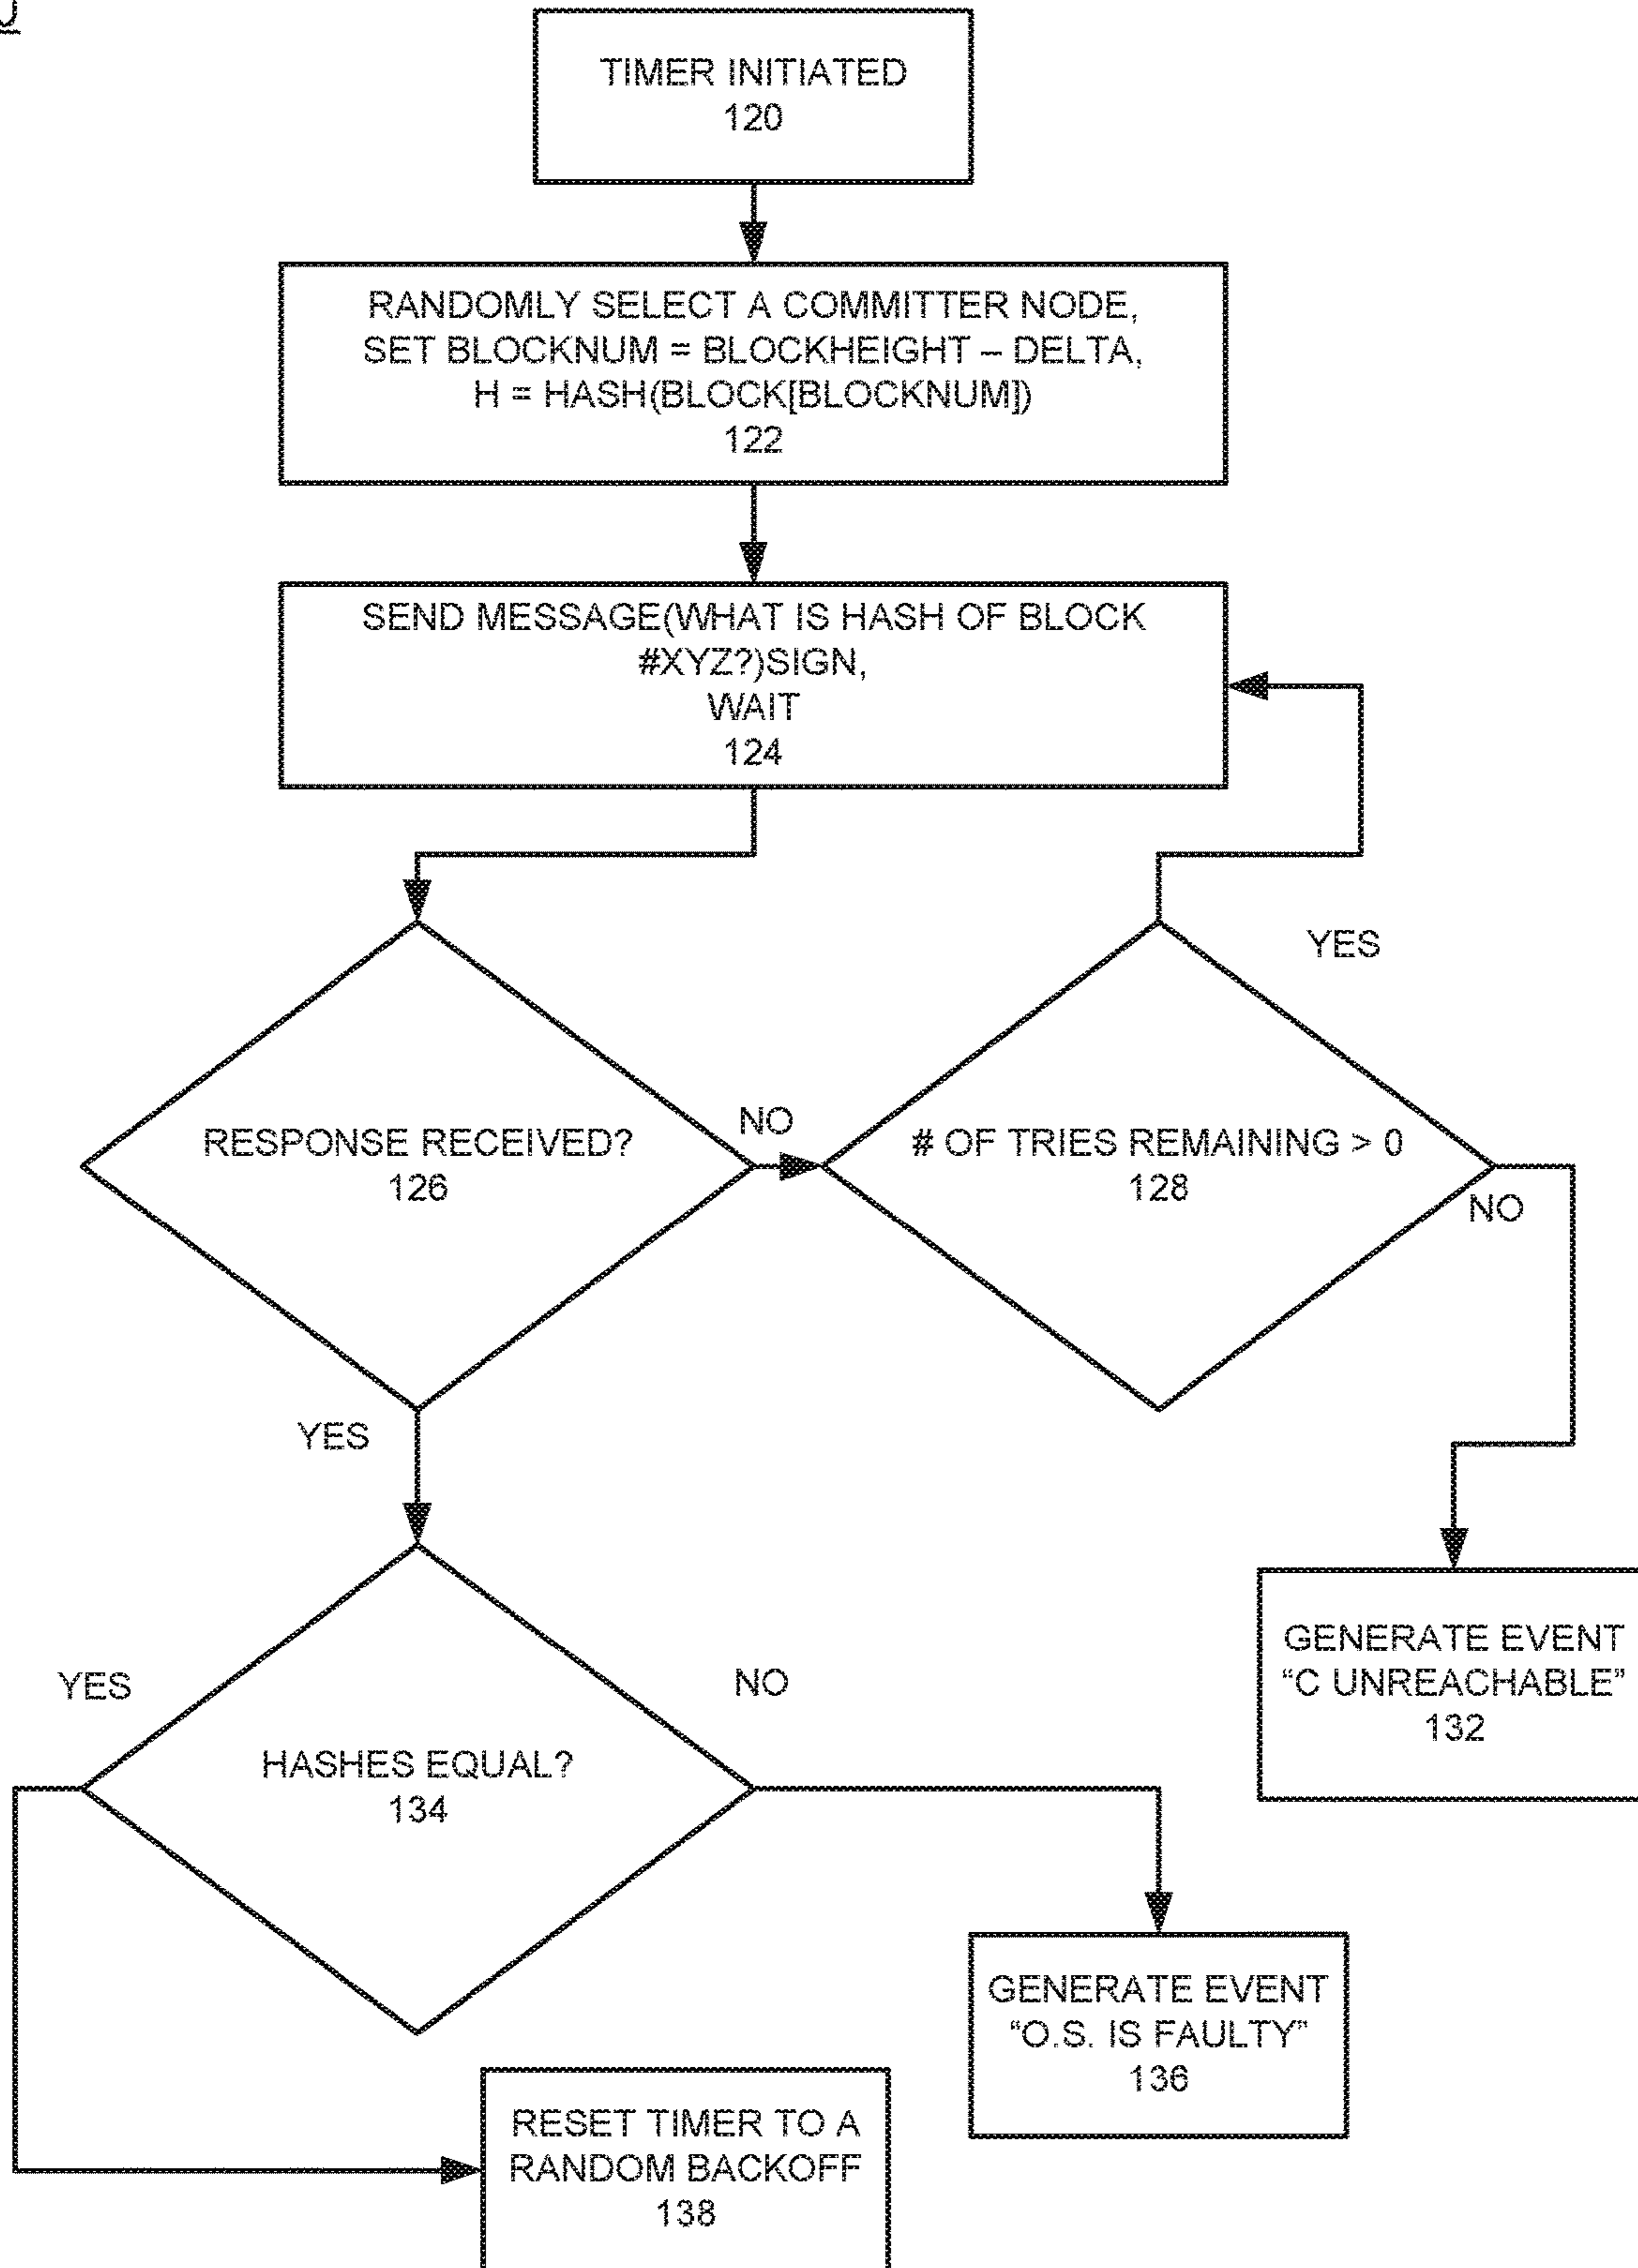 TIMER INITIATED
120
RANDOMLY SELECT A COMMITTER NODE,
SET BLOCKNUM = BLOCKHEIGHT – DELTA,
H = HASH(BLOCK[BLOCKNUM])
122
SEND MESSAGE(WHAT IS HASH OF BLOCK
#XYZ?)SIGN,
WAIT
124
YES
NO
RESPONSE RECEIVED?
126
# OF TRIES REMAINING > 0
128
NO
YES
GENERATE EVENT
“C UNREACHABLE”
132
YES
NO
HASHES EQUAL?
134
GENERATE EVENT
“O.S. IS FAULTY”
136
RESET TIMER TO A
RANDOM BACKOFF
138